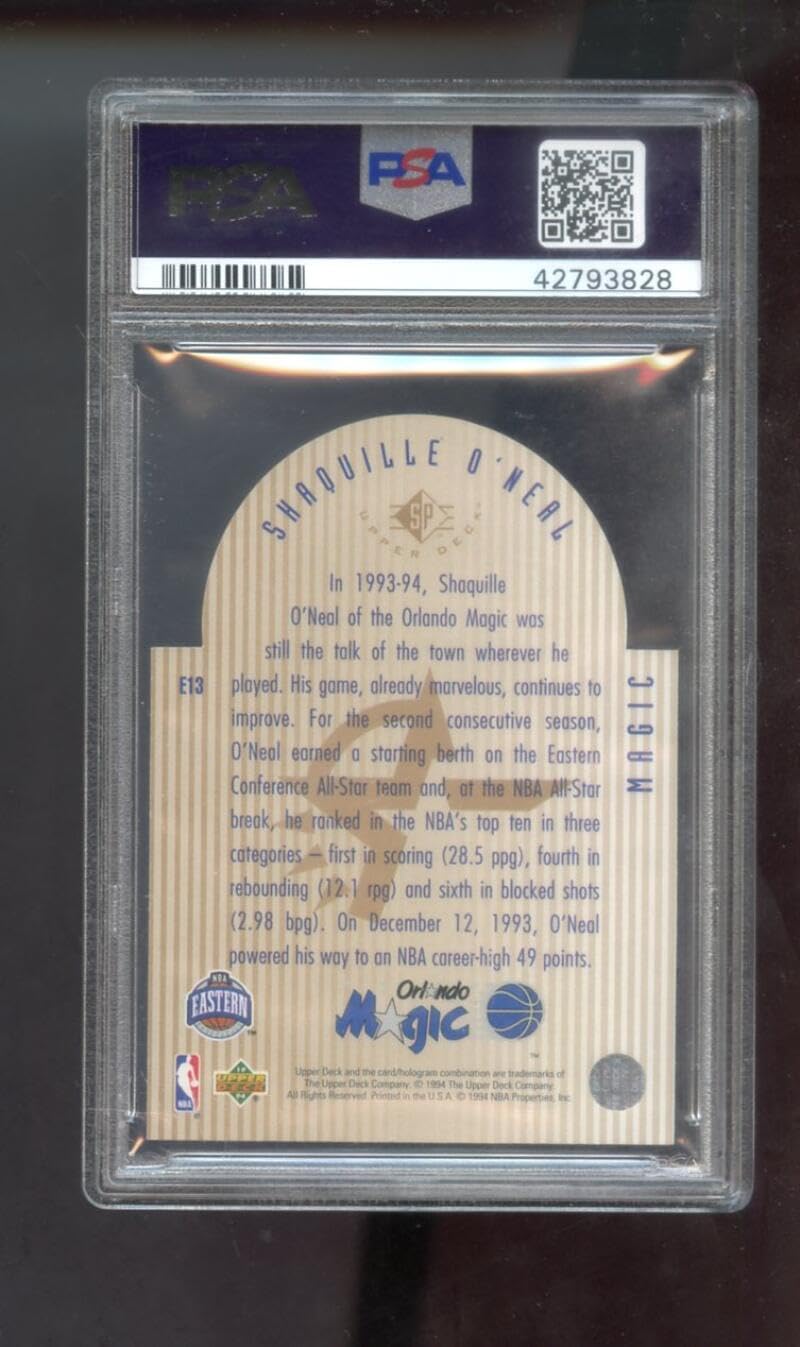 PSA
PSA
42793828
SHAQUILLE O'NEAL
SP
UPPER DECK
In 1993-94, Shaquille
O'Neal of the Orlando Magic was
still the talk of the town wherever he
E13 played. His game, already marvelous, continues to
improve. For the second consecutive season,
O'Neal earned a starting berth on the Eastern
Conference All-Star team and, at the NBA All-Star
break, he ranked in the NBA's top ten in three
categories — first in scoring (28.5 ppg), fourth in
rebounding (12.1 rpg) and sixth in blocked shots
(2.98 bpg). On December 12, 1993, O'Neal
powered his way to an NBA career-high 49 points.
MAGIC
NBA
EASTERN
™
Orlando
Magic
™
NBA
®
UPPER
DECK
Upper Deck and the card/hologram combination are trademarks of
The Upper Deck Company. © 1994 The Upper Deck Company.
All Rights Reserved. Printed in the U.S.A. © 1994 NBA Properties, Inc.